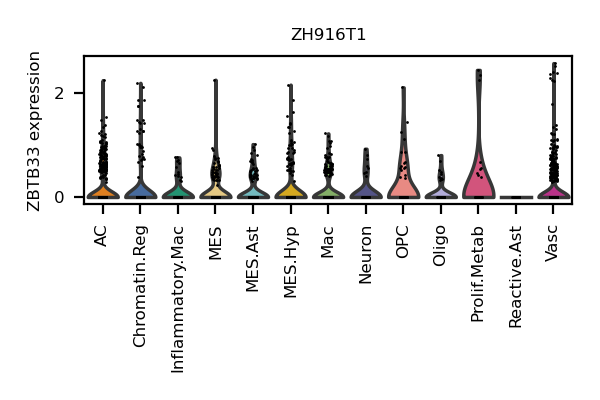 ZH916T1
ZBTB33 expression
2
0
AC
Chromatin.Reg
Inflammatory.Mac
MES
MES.Ast
MES.Hyp
Mac
Neuron
OPC
Oligo
Prolif.Metab
Reactive.Ast
Vasc